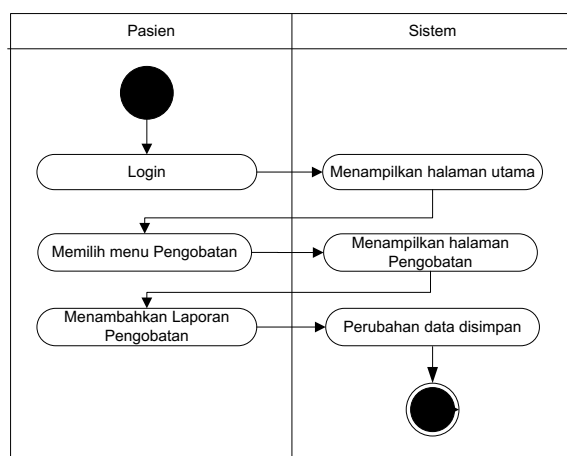 Pasien
Sistem
Login
Menampilkan halaman utama
Memilih menu Pengobatan
Menampilkan halaman
Pengobatan
Menambahkan Laporan
Pengobatan
Perubahan data disimpan